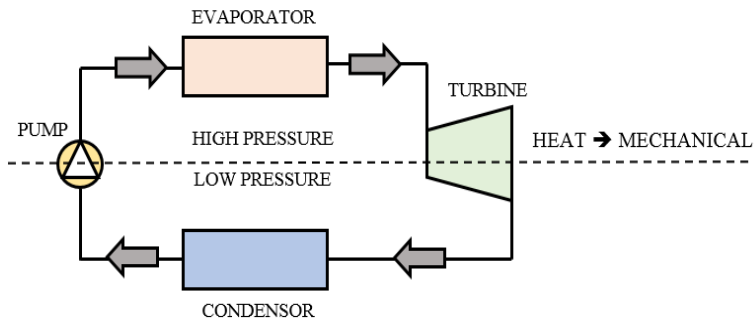 EVAPORATOR
TURBINE
PUMP
HIGH PRESSURE
HEAT → MECHANICAL
LOW PRESSURE
CONDENSOR